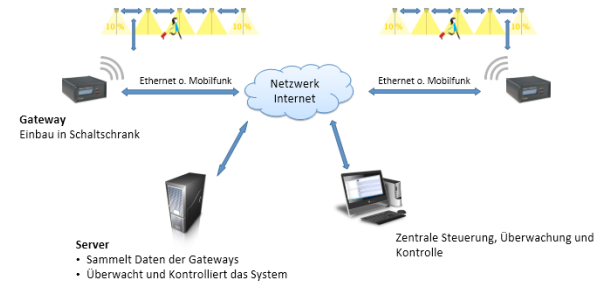 10 % 10 % 10 % 10 %
Ethernet o. Mobilfunk
Netzwerk
Internet
Ethernet o. Mobilfunk
Gateway
Einbau in Schaltschrank
Server
• Sammelt Daten der Gateways
• Überwacht und Kontrolliert das System
Zentrale Steuerung, Überwachung und
Kontrolle